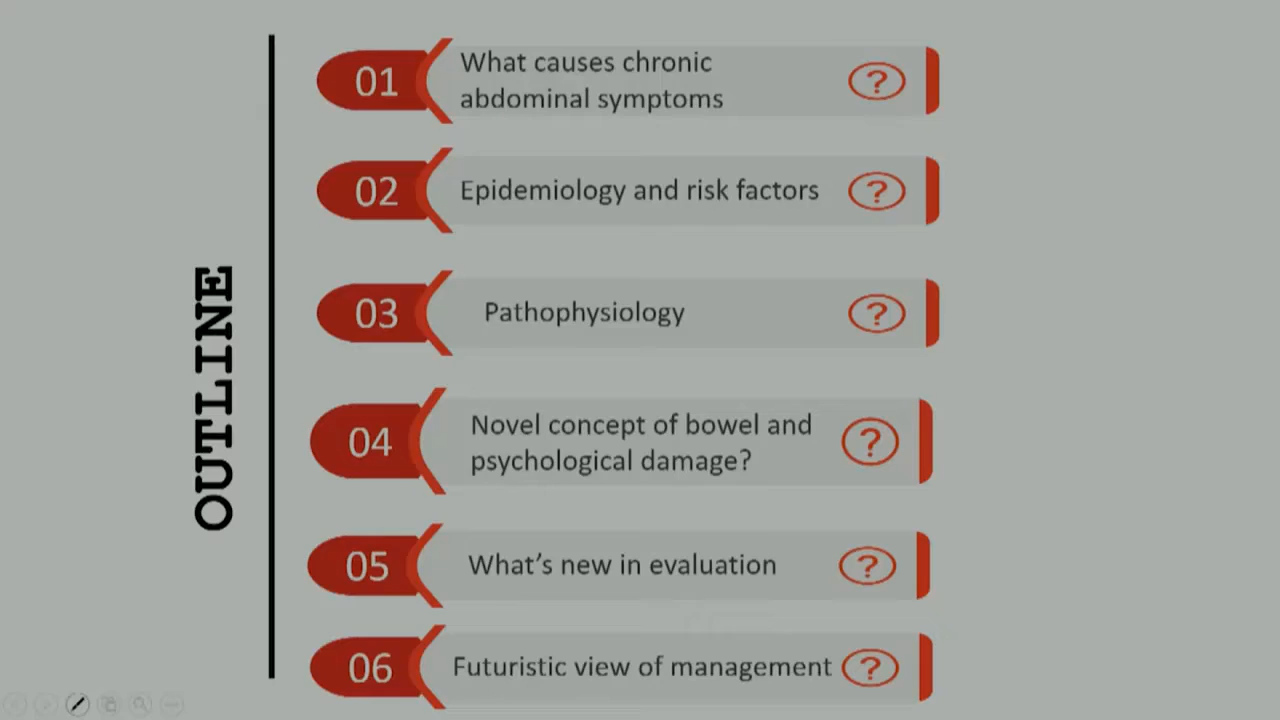 OUTLINE
01
What causes chronic
abdominal symptoms
?
02
Epidemiology and risk factors
?
03
Pathophysiology
?
04
Novel concept of bowel and
psychological damage?
?
05
What's new in evaluation
?
06
Futuristic view of management
?